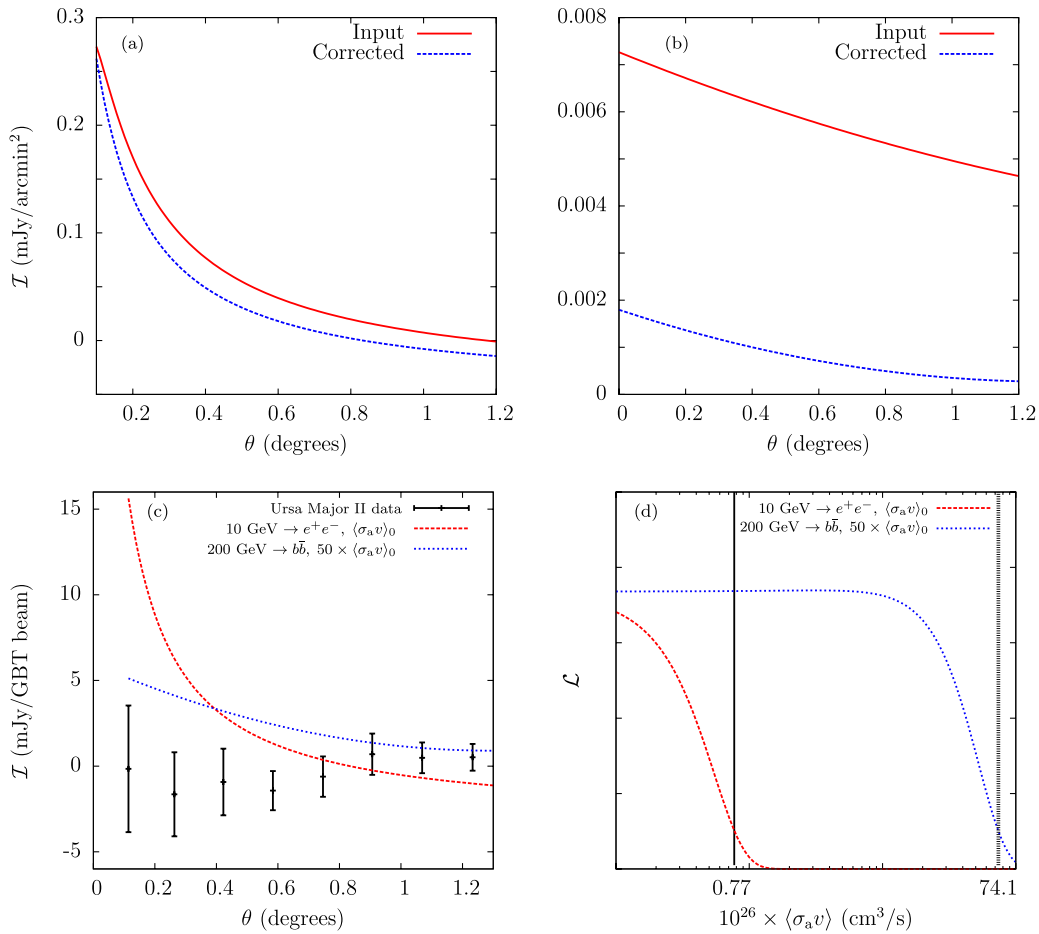 (a)
Input
Corrected
0.3
0.2
0.1
0
0.2 0.4 0.6 0.8 1 1.2
θ (degrees)
ℐ (mJy/arcmin²)
(b)
Input
Corrected
0.008
0.006
0.004
0.002
0
0 0.2 0.4 0.6 0.8 1 1.2
θ (degrees)
(c)
Ursa Major II data
10 GeV → e⁺e⁻, ⟨σₐv⟩₀
200 GeV → bb̅, 50 × ⟨σₐv⟩₀
15
10
5
0
-5
0 0.2 0.4 0.6 0.8 1 1.2
θ (degrees)
ℐ (mJy/GBT beam)
(d)
10 GeV → e⁺e⁻, ⟨σₐv⟩₀
200 GeV → bb̅, 50 × ⟨σₐv⟩₀
ℒ
0.77 74.1
10²⁶ × ⟨σₐv⟩ (cm³/s)